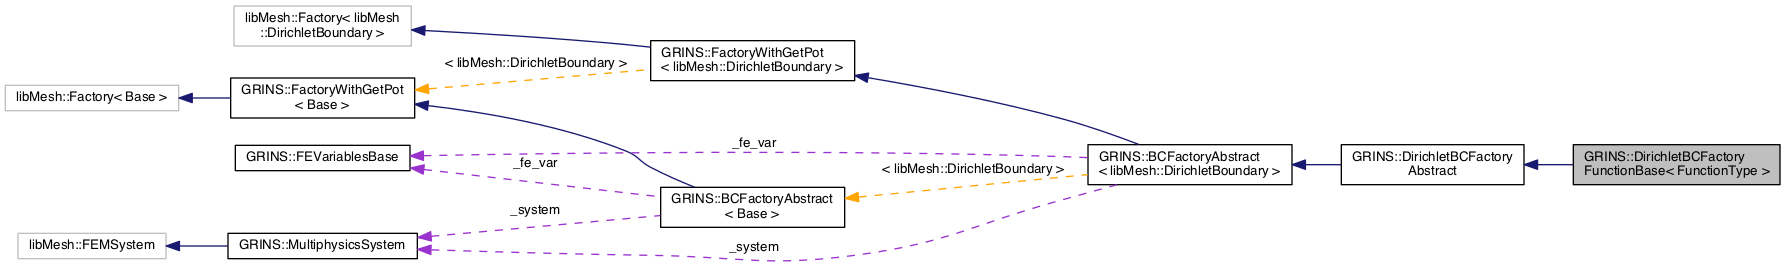 libMesh::Factory< libMesh
::DirichletBoundary >
GRINS::FactoryWithGetPot
< libMesh::DirichletBoundary >
< libMesh::DirichletBoundary >
libMesh::Factory< Base >
GRINS::FactoryWithGetPot
< Base >
_fe_var
GRINS::FEVariablesBase
_fe_var
< libMesh::DirichletBoundary >
GRINS::BCFactoryAbstract
< libMesh::DirichletBoundary >
GRINS::DirichletBCFactory
Abstract
GRINS::DirichletBCFactory
FunctionBase< FunctionType >
GRINS::BCFactoryAbstract
< Base >
_system
libMesh::FEMSystem
GRINS::MultiphysicsSystem
_system